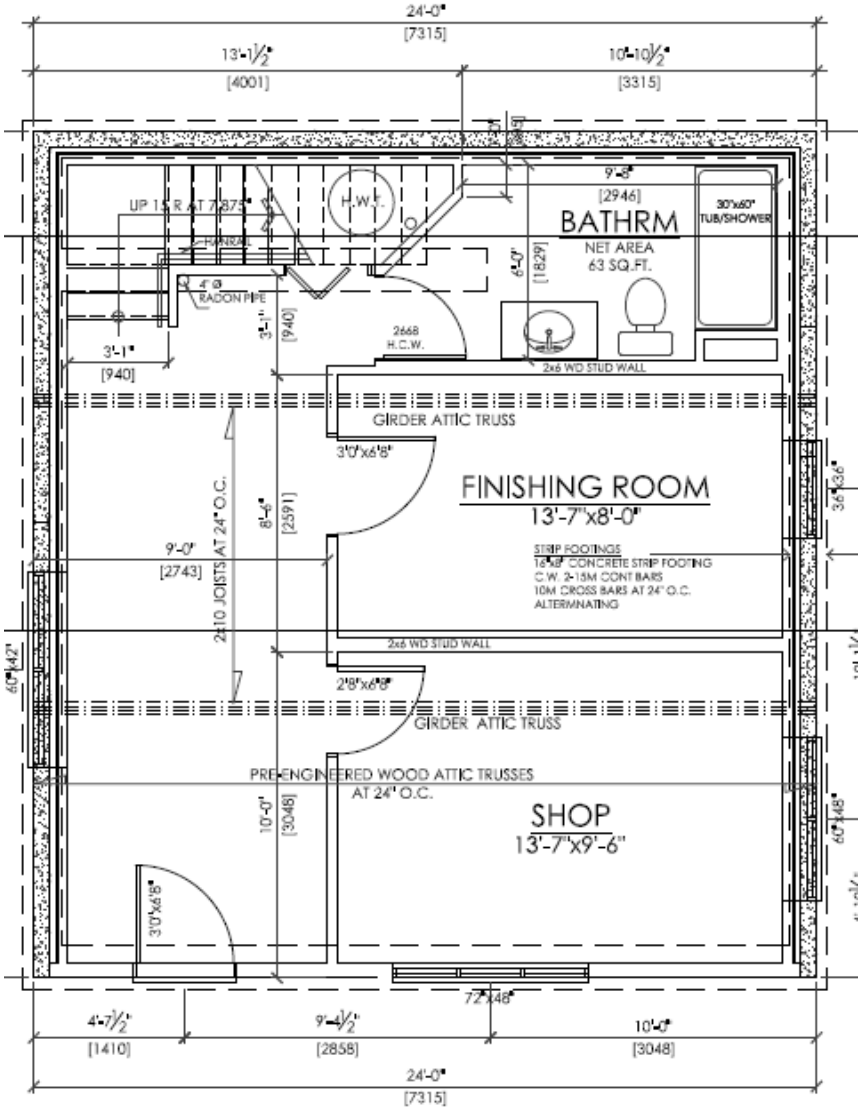 24'-0"
[7315]
13'-1½"
[4001]
10'-10½"
[3315]
UP 15 R AT 7.875"
H.W.T.
HANRAIL
4" Ø
RADON PIPE
9'-8"
[2946]
BATHRM
NET AREA
63 SQ.FT.
30"x60"
TUB/SHOWER
6'-0"
[1829]
3'-1"
[940]
3'-1"
[940]
2668
H.C.W.
2x6 WD STUD WALL
GIRDER ATTIC TRUSS
3'0"x6'8"
FINISHING ROOM
13'-7"x8'-0"
36"x36"
8'-6"
[2591]
9'-0"
[2743]
2x10 JOISTS AT 24" O.C.
STRIP FOOTINGS
16"x8" CONCRETE STRIP FOOTING
C.W. 2-15M CONT BARS
10M CROSS BARS AT 24" O.C.
ALTERMNATING
2x6 WD STUD WALL
60"x42"
2'8"x6'8"
GIRDER ATTIC TRUSS
PRE-ENGINEERED WOOD ATTIC TRUSSES
AT 24" O.C.
10'-0"
[3048]
SHOP
13'-7"x9'-6"
60"x48"
3'0"x6'8"
72"x48"
4'-7½"
[1410]
9'-4½"
[2858]
10'-0"
[3048]
24'-0"
[7315]